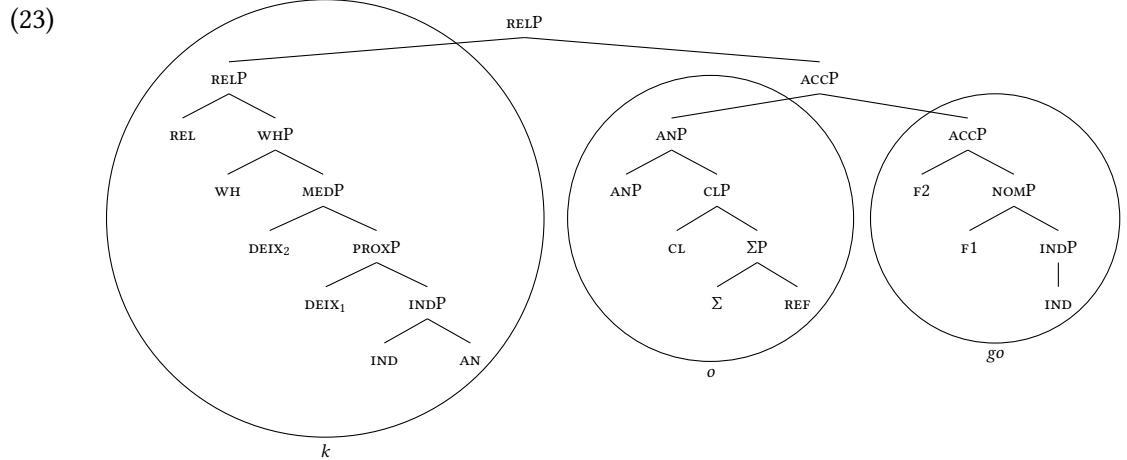 (23)
RELP
RELP ACCP
REL WHP ANP ACCP
WH MEDP ANP CLP F2 NOMP
DEIX₂ PROXP CL ΣP F1 INDP
DEIX₁ INDP Σ REF IND
IND AN
o go
k